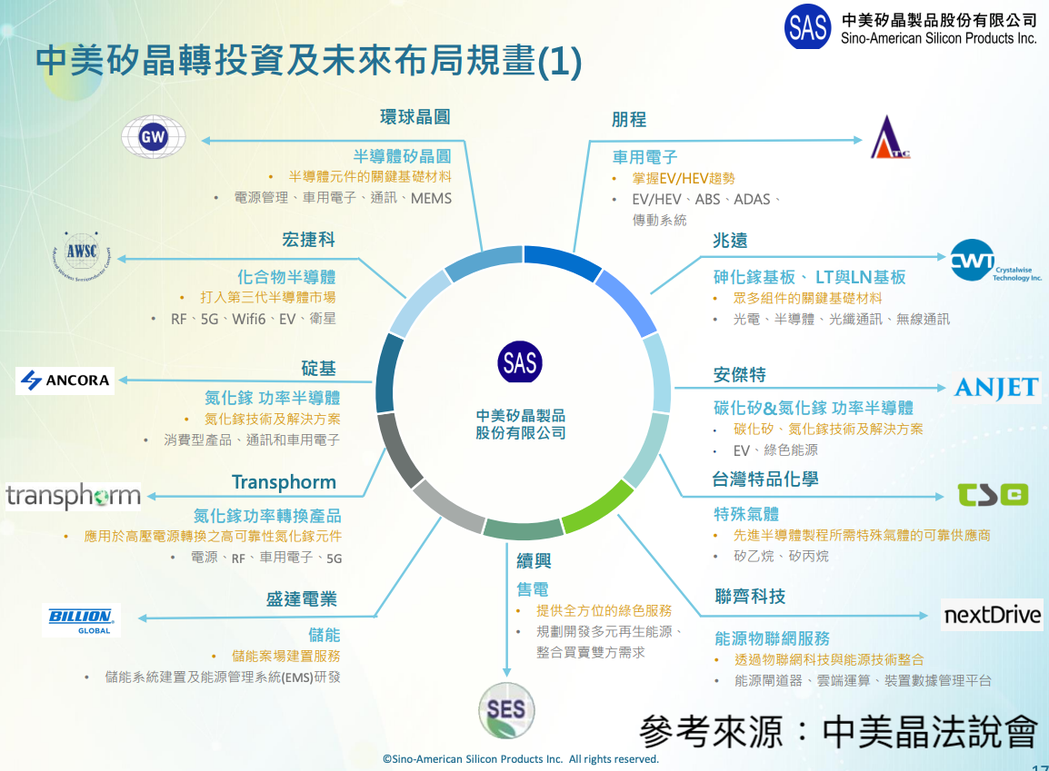 SAS
中美矽晶製品股份有限公司
Sino-American Silicon Products Inc.
中美矽晶轉投資及未來布局規畫(1)
GW
環球晶圓
半導體矽晶圓
• 半導體元件的關鍵基礎材料
• 電源管理、車用電子、通訊、MEMS
朋程
ATC
車用電子
• 掌握EV/HEV趨勢
• EV/HEV、ABS、ADAS、
傳動系統
AWSC
Advanced Wireless Semiconductor Company
宏捷科
化合物半導體
• 打入第三代半導體市場
• RF、5G、Wifi6、EV、衛星
兆遠
CWT
Crystalwise
Technology Inc.
砷化鎵基板、 LT與LN基板
• 眾多組件的關鍵基礎材料
• 光電、半導體、光纖通訊、無線通訊
ANCORA
碇基
氮化鎵 功率半導體
• 氮化鎵技術及解決方案
• 消費型產品、通訊和車用電子
SAS
中美矽晶製品
股份有限公司
安傑特
ANJET
碳化矽&氮化鎵 功率半導體
• 碳化矽、氮化鎵技術及解決方案
• EV、綠色能源
transphorm
Transphorm
氮化鎵功率轉換產品
• 應用於高壓電源轉換之高可靠性氮化鎵元件
• 電源、RF、車用電子、5G
台灣特品化學
TSC
特殊氣體
• 先進半導體製程所需特殊氣體的可靠供應商
• 矽乙烷、矽丙烷
BILLION
GLOBAL
盛達電業
儲能
• 儲能案場建置服務
• 儲能系統建置及能源管理系統(EMS)研發
續興
售電
• 提供全方位的綠色服務
• 規劃開發多元再生能源、
整合買賣雙方需求
SES
聯齊科技
nextDrive
能源物聯網服務
• 透過物聯網科技與能源技術整合
• 能源閘道器、雲端運算、裝置數據管理平台
參考來源：中美晶法說會
©Sino-American Silicon Products Inc. All rights reserved.
17